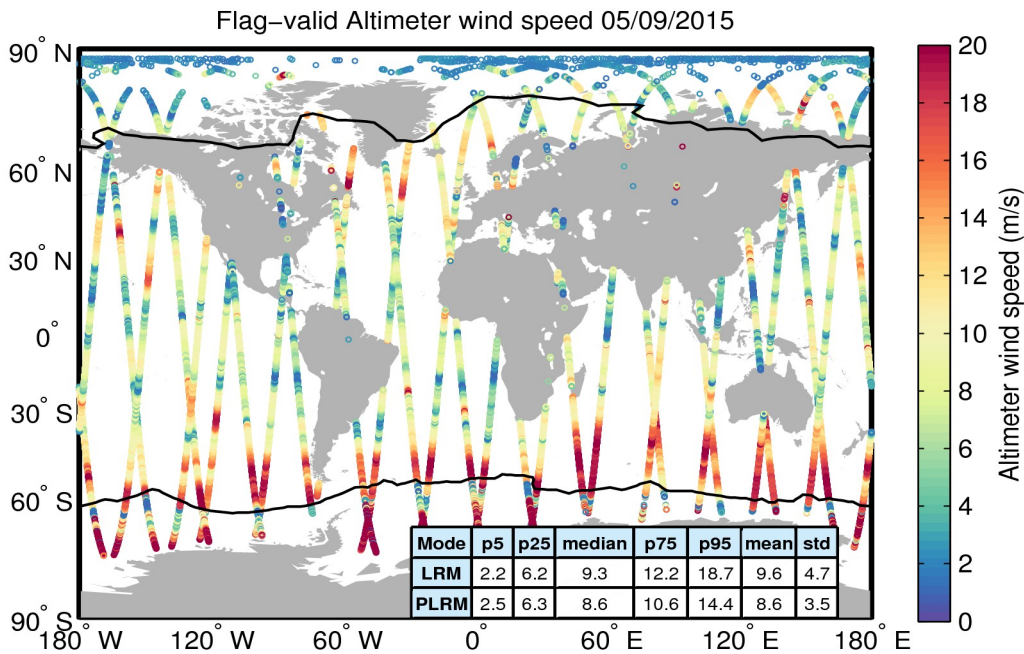 Flag−valid Altimeter wind speed 05/09/2015
90° N
60° N
30° N
0°
30° S
60° S
90° S
180° W
120° W
60° W
0°
60° E
120° E
180° E
Mode p5 p25 median p75 p95 mean std
LRM 2.2 6.2 9.3 12.2 18.7 9.6 4.7
PLRM 2.5 6.3 8.6 10.6 14.4 8.6 3.5
20
18
16
14
12
10
8
6
4
2
0
Altimeter wind speed (m/s)